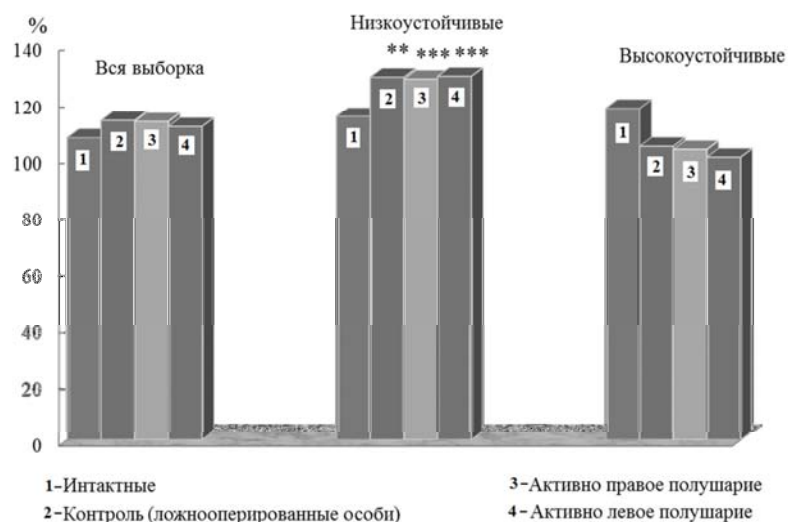 %
Низкоустойчивые
140
** *** ***
Вся выборка
Высокоустойчивые
120
1 2 3 4
1 2 3 4
1 2 3 4
100
80
60
40
20
0
1-Интактные
3-Активно правое полушарие
2-Контроль (ложнооперированные особи)
4-Активно левое полушарие